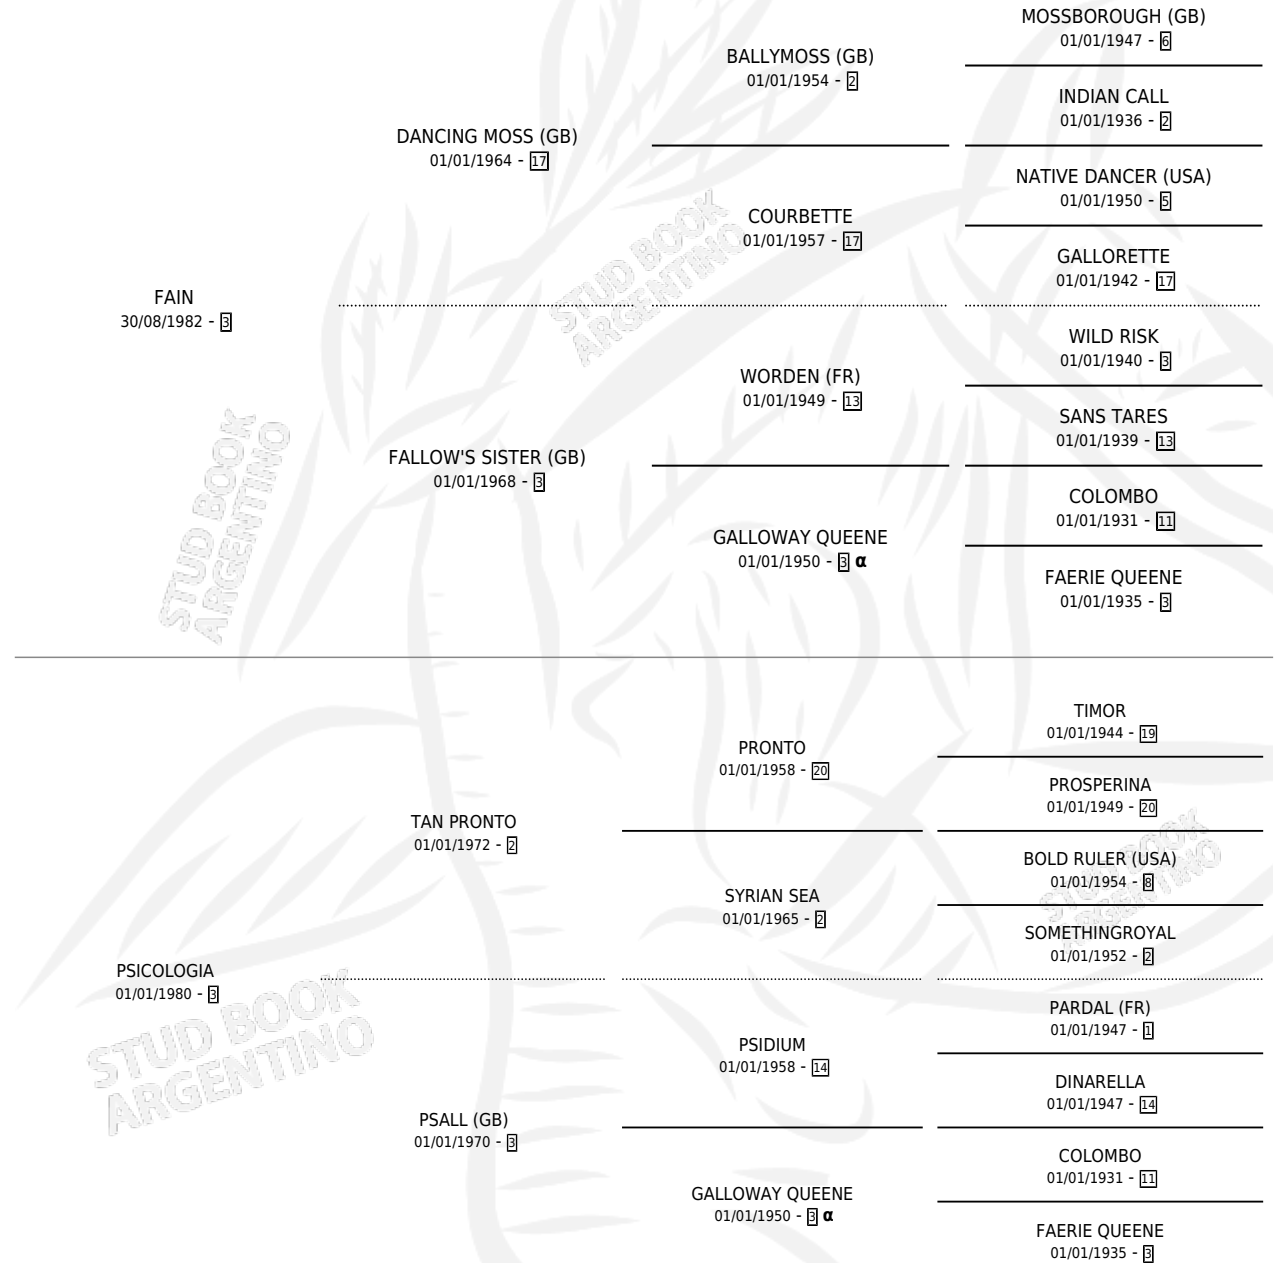 MOSSBOROUGH (GB)
01/01/1947 - 6
BALLYMOSS (GB)
01/01/1954 - 2
INDIAN CALL
01/01/1936 - 2
DANCING MOSS (GB)
01/01/1964 - 17
NATIVE DANCER (USA)
01/01/1950 - 5
COURBETTE
01/01/1957 - 17
GALLORETTE
01/01/1942 - 17
FAIN
30/08/1982 - 3
WILD RISK
01/01/1940 - 3
WORDEN (FR)
01/01/1949 - 13
SANS TARES
01/01/1939 - 13
FALLOW'S SISTER (GB)
01/01/1968 - 3
COLOMBO
01/01/1931 - 11
GALLOWAY QUEENE
01/01/1950 - 3 α
FAERIE QUEENE
01/01/1935 - 3
STUD BOOK
ARGENTINO
STUD BOOK
ARGENTINO
TIMOR
01/01/1944 - 19
PRONTO
01/01/1958 - 20
PROSPERINA
01/01/1949 - 20
TAN PRONTO
01/01/1972 - 2
BOLD RULER (USA)
01/01/1954 - 8
SYRIAN SEA
01/01/1965 - 2
SOMETHINGROYAL
01/01/1952 - 2
STUD BOOK
ARGENTINO
PSICOLOGIA
01/01/1980 - 3
PARDAL (FR)
01/01/1947 - 1
PSIDIUM
01/01/1958 - 14
DINARELLA
01/01/1947 - 14
STUD BOOK
ARGENTINO
PSALL (GB)
01/01/1970 - 3
COLOMBO
01/01/1931 - 11
GALLOWAY QUEENE
01/01/1950 - 3 α
FAERIE QUEENE
01/01/1935 - 3